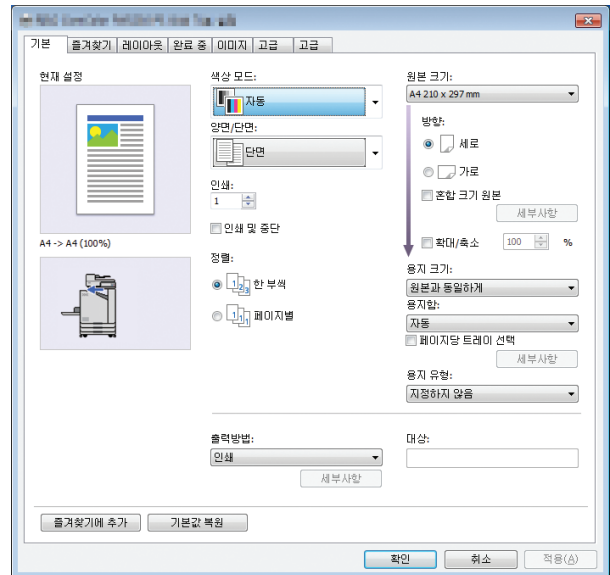 기본 즐겨찾기 레이아웃 완료 중 이미지 고급 고급
현재 설정
A4 -> A4 (100%)
색상 모드:
자동
양면/단면:
단면
인쇄:
1
인쇄 및 중단
정렬:
한 부씩
페이지별
원본 크기:
A4 210 x 297 mm
방향:
세로
가로
혼합 크기 원본
세부사항
확대/축소 100 %
용지 크기:
원본과 동일하게
용지함:
자동
페이지당 트레이 선택
세부사항
용지 유형:
지정하지 않음
출력방법:
인쇄
세부사항
대상:
즐겨찾기에 추가 기본값 복원
확인 취소 적용(A)